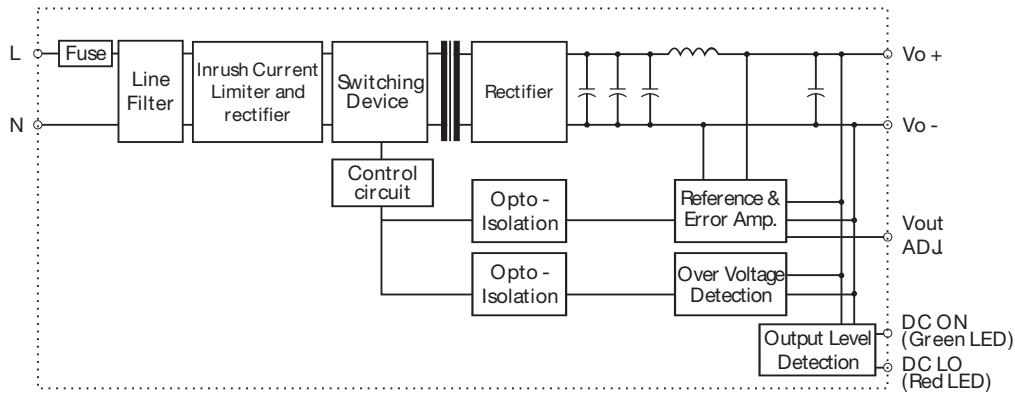 L
Fuse
Line
Filter
Inrush Current
Limiter and
rectifier
Switching
Device
Rectifier
Vo +
N
Vo -
Control
circuit
Opto -
Isolation
Reference &
Error Amp.
Vout
ADJ.
Opto -
Isolation
Over Voltage
Detection
Output Level
Detection
DC ON
(Green LED)
DC LO
(Red LED)